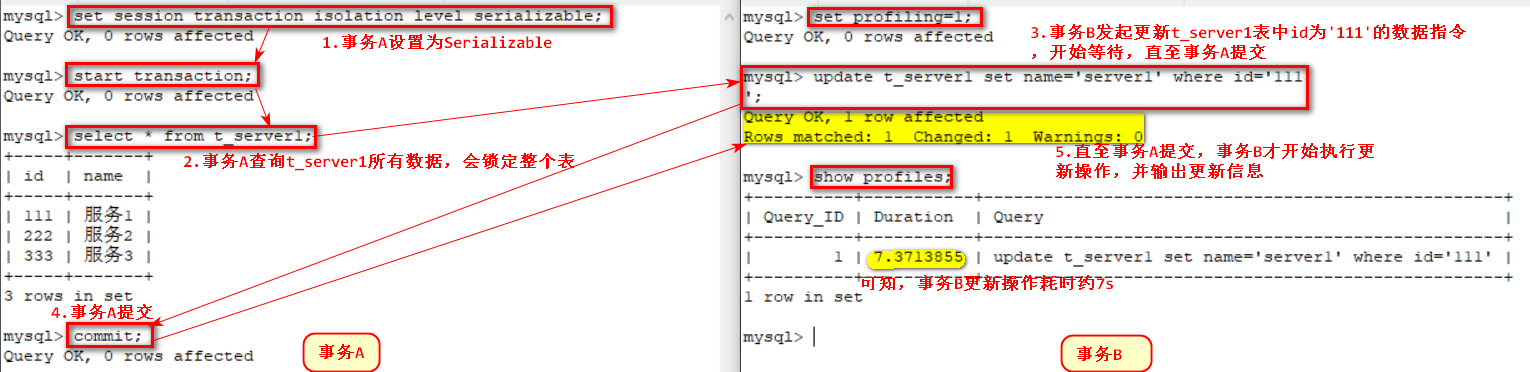 mysql> set session transaction isolation level serializable;
Query OK, 0 rows affected
1.事务A设置为Serializable
mysql> start transaction;
Query OK, 0 rows affected
mysql> select * from t_server1;
2.事务A查询t_server1所有数据，会锁定整个表
+-----+-------+
| id | name |
+-----+-------+
| 111 | 服务1 |
| 222 | 服务2 |
| 333 | 服务3 |
+-----+-------+
3 rows in set
4.事务A提交
mysql> commit;
Query OK, 0 rows affected
事务A
mysql> set profiling=1;
Query OK, 0 rows affected
3.事务B发起更新t_server1表中id为'111'的数据指令
，开始等待，直至事务A提交
mysql> update t_server1 set name='server1' where id='111
';
Query OK, 1 row affected
Rows matched: 1 Changed: 1 Warnings: 0
5.直至事务A提交，事务B才开始执行更
新操作，并输出更新信息
mysql> show profiles;
+----------+-----------+--------------------------------------------------+
| Query_ID | Duration | Query |
+----------+-----------+--------------------------------------------------+
| 1 | 7.3713855 | update t_server1 set name='server1' where id='111' |
+----------+-----------+--------------------------------------------------+
可知，事务B更新操作耗时约7s
1 row in set
mysql>
事务B